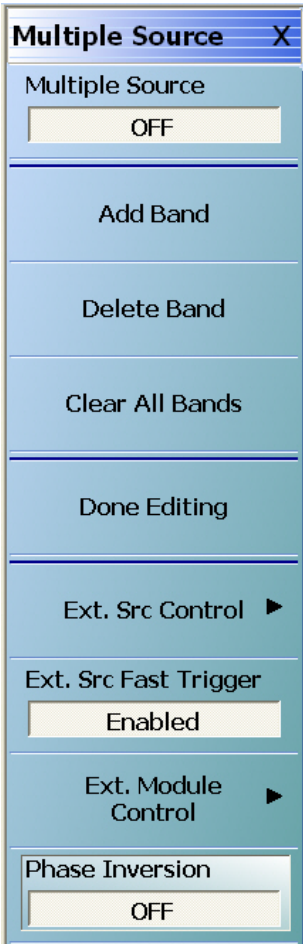 Multiple Source X
Multiple Source
OFF
Add Band
Delete Band
Clear All Bands
Done Editing
Ext. Src Control ►
Ext. Src Fast Trigger
Enabled
Ext. Module ►
Control
Phase Inversion
OFF